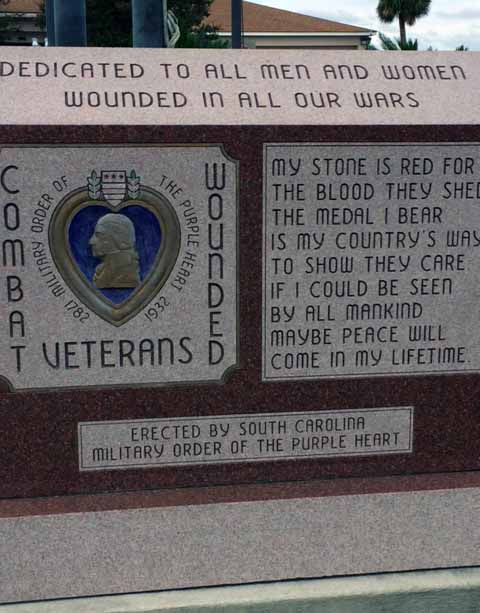 DEDICATED TO ALL MEN AND WOMEN
WOUNDED IN ALL OUR WARS
COMBAT
WOUNDED
VETERANS
MILITARY ORDER OF THE PURPLE HEART
1782 1932
MY STONE IS RED FOR
THE BLOOD THEY SHED
THE MEDAL I BEAR
IS MY COUNTRY'S WAY
TO SHOW THEY CARE
IF I COULD BE SEEN
BY ALL MANKIND
MAYBE PEACE WILL
COME IN MY LIFETIME.
ERECTED BY SOUTH CAROLINA
MILITARY ORDER OF THE PURPLE HEART